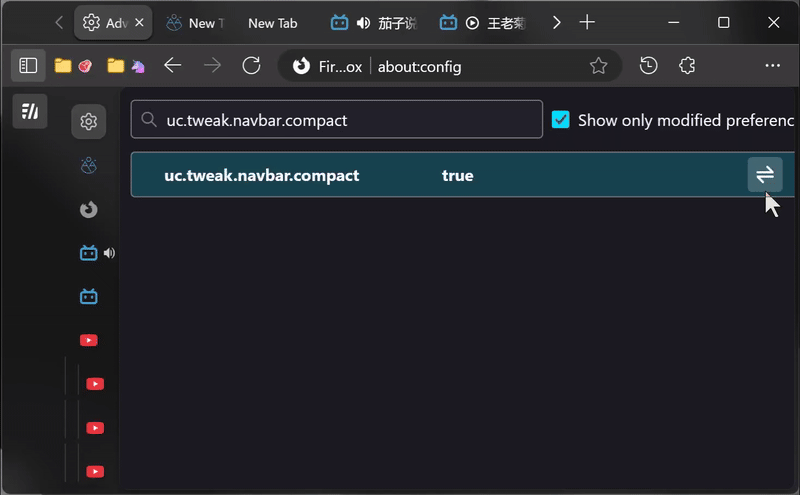 Adv
New T
New Tab
茄子说
王老菊
Fir...ox
about:config
uc.tweak.navbar.compact
Show only modified preferenc
uc.tweak.navbar.compact true